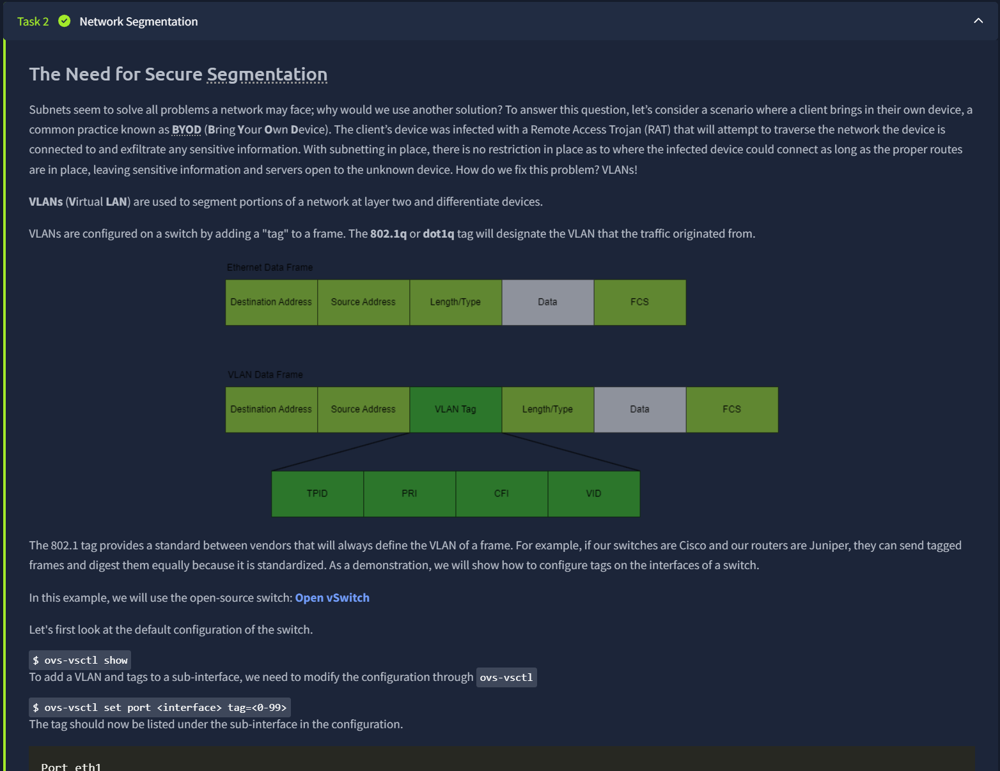 Task 2 Network Segmentation
The Need for Secure Segmentation
Subnets seem to solve all problems a network may face; why would we use another solution? To answer this question, let’s consider a scenario where a client brings in their own device, a
common practice known as BYOD (Bring Your Own Device). The client’s device was infected with a Remote Access Trojan (RAT) that will attempt to traverse the network the device is
connected to and exfiltrate any sensitive information. With subnetting in place, there is no restriction in place as to where the infected device could connect as long as the proper routes
are in place, leaving sensitive information and servers open to the unknown device. How do we fix this problem? VLANs!
VLANs (Virtual LAN) are used to segment portions of a network at layer two and differentiate devices.
VLANs are configured on a switch by adding a "tag" to a frame. The 802.1q or dot1q tag will designate the VLAN that the traffic originated from.
Ethernet Data Frame
Destination Address Source Address Length/Type Data FCS
VLAN Data Frame
Destination Address Source Address VLAN Tag Length/Type Data FCS
TPID PRI CFI VID
The 802.1 tag provides a standard between vendors that will always define the VLAN of a frame. For example, if our switches are Cisco and our routers are Juniper, they can send tagged
frames and digest them equally because it is standardized. As a demonstration, we will show how to configure tags on the interfaces of a switch.
In this example, we will use the open-source switch: Open vSwitch
Let's first look at the default configuration of the switch.
$ ovs-vsctl show
To add a VLAN and tags to a sub-interface, we need to modify the configuration through ovs-vsctl
$ ovs-vsctl set port <interface> tag=<0-99>
The tag should now be listed under the sub-interface in the configuration.
Port eth1